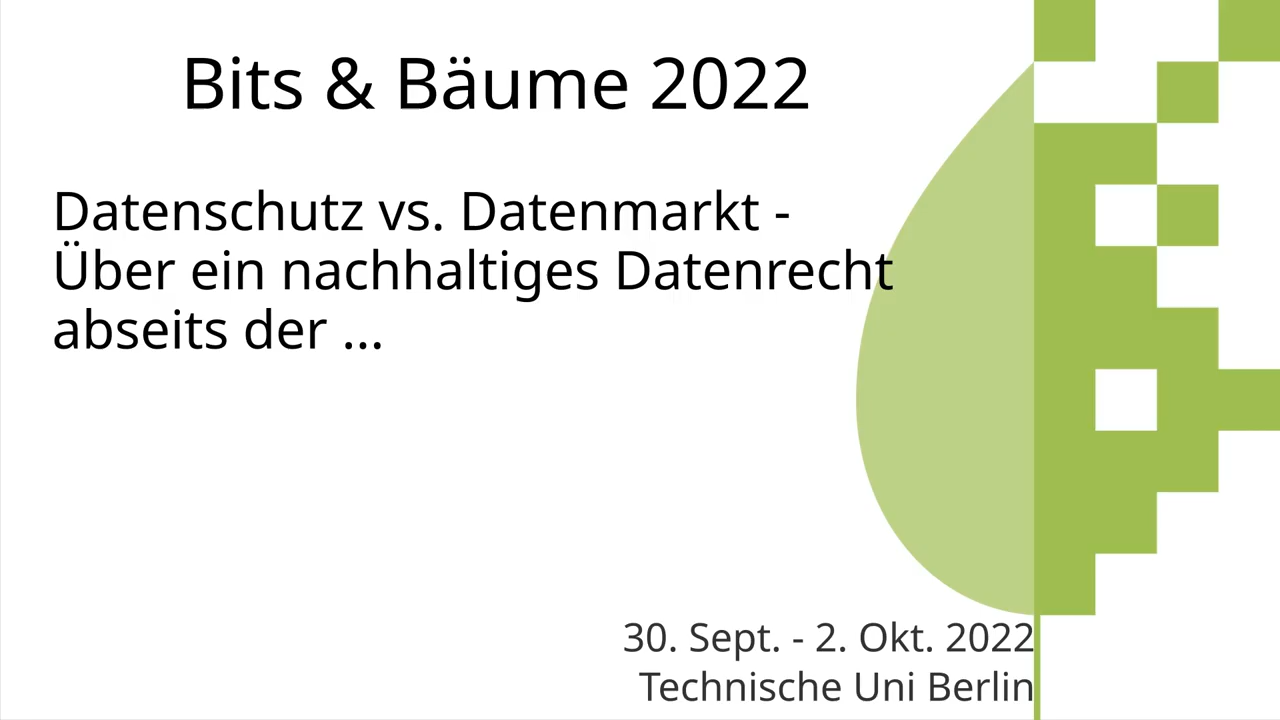 Bits & Bäume 2022
Datenschutz vs. Datenmarkt -
Über ein nachhaltiges Datenrecht
abseits der ...
30. Sept. - 2. Okt. 2022
Technische Uni Berlin